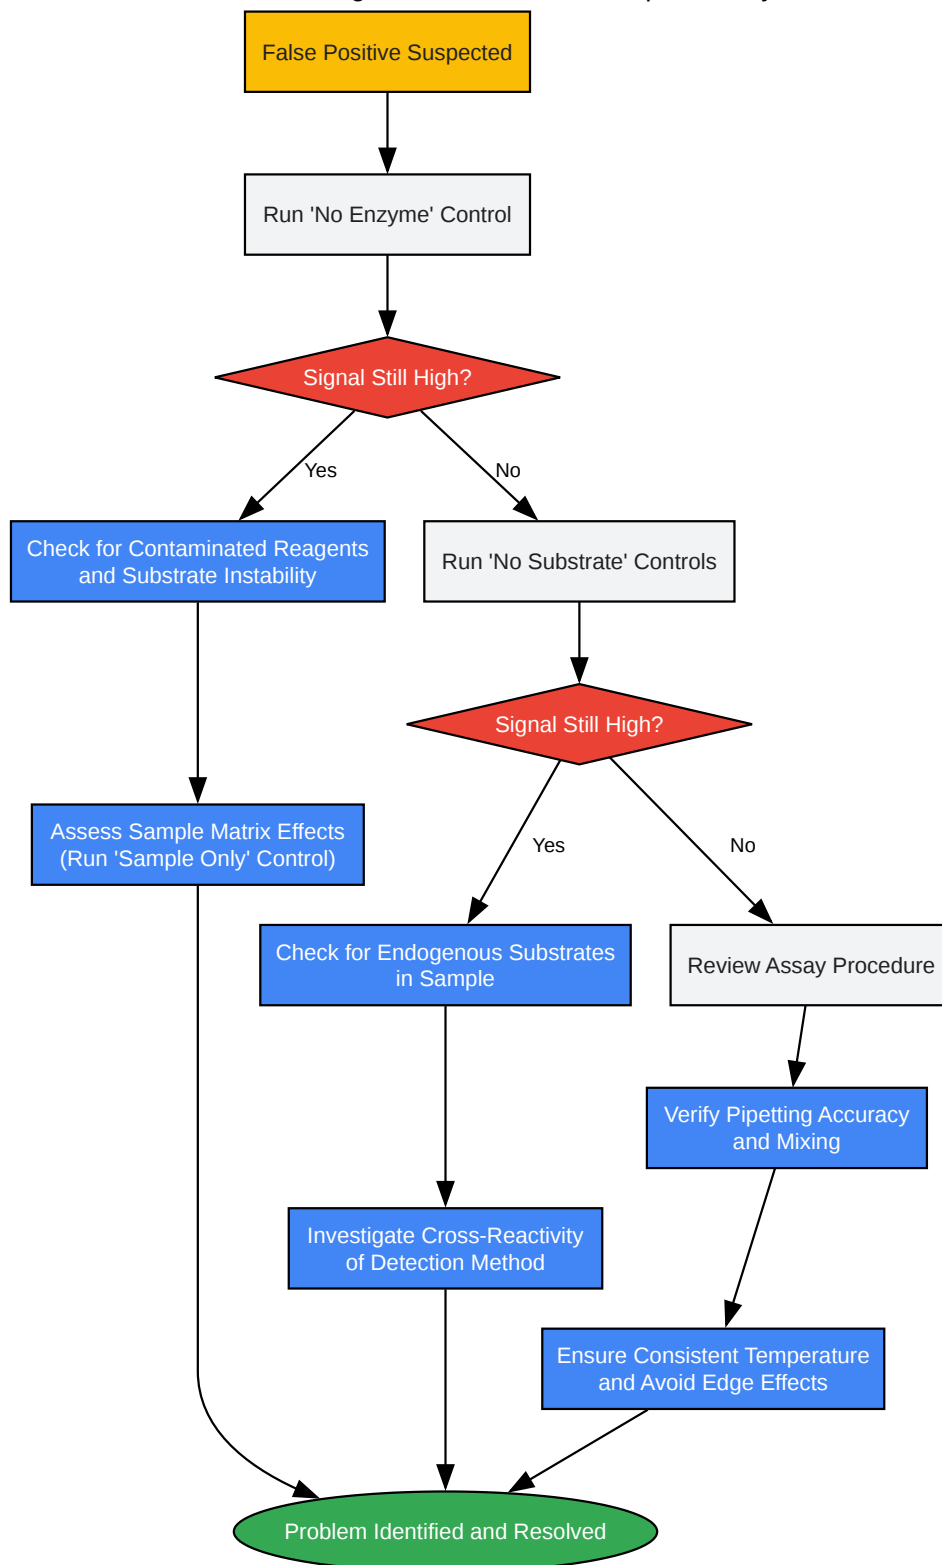 False Positive Suspected
Run 'No Enzyme' Control
Signal Still High?
Yes
No
Check for Contaminated Reagents
and Substrate Instability
Run 'No Substrate' Controls
Signal Still High?
Assess Sample Matrix Effects
(Run 'Sample Only' Control)
Yes
No
Check for Endogenous Substrates
in Sample
Review Assay Procedure
Verify Pipetting Accuracy
and Mixing
Investigate Cross-Reactivity
of Detection Method
Ensure Consistent Temperature
and Avoid Edge Effects
Problem Identified and Resolved